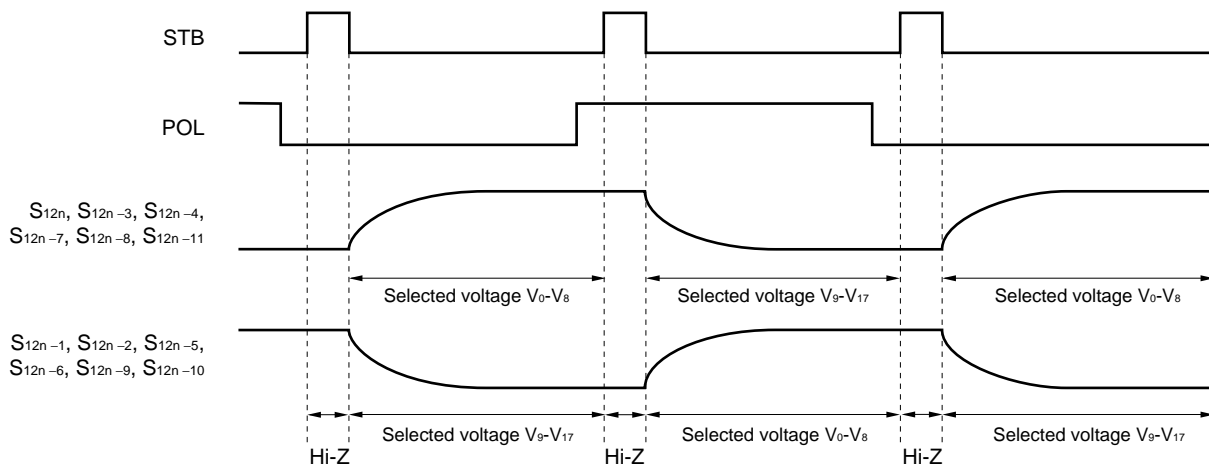 STB
POL
S12n, S12n –3, S12n –4,
S12n –7, S12n –8, S12n –11
Selected voltage V0-V8
Selected voltage V9-V17
Selected voltage V0-V8
S12n –1, S12n –2, S12n –5,
S12n –6, S12n –9, S12n –10
Selected voltage V9-V17
Selected voltage V0-V8
Selected voltage V9-V17
Hi-Z
Hi-Z
Hi-Z